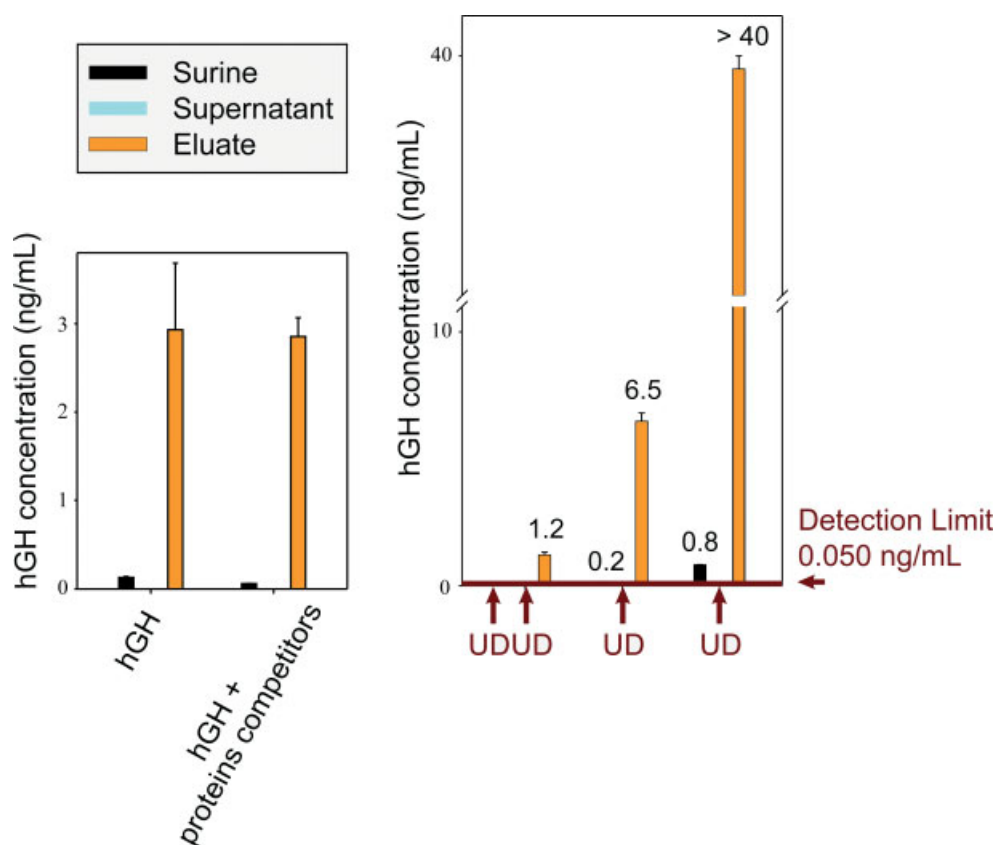 Surine
Supernatant
Eluate
hGH concentration (ng/mL)
3
2
1
0
hGH
hGH +
proteins competitors
hGH concentration (ng/mL)
40
10
0
> 40
6.5
1.2
0.2
0.8
Detection Limit
0.050 ng/mL
UD UD UD UD